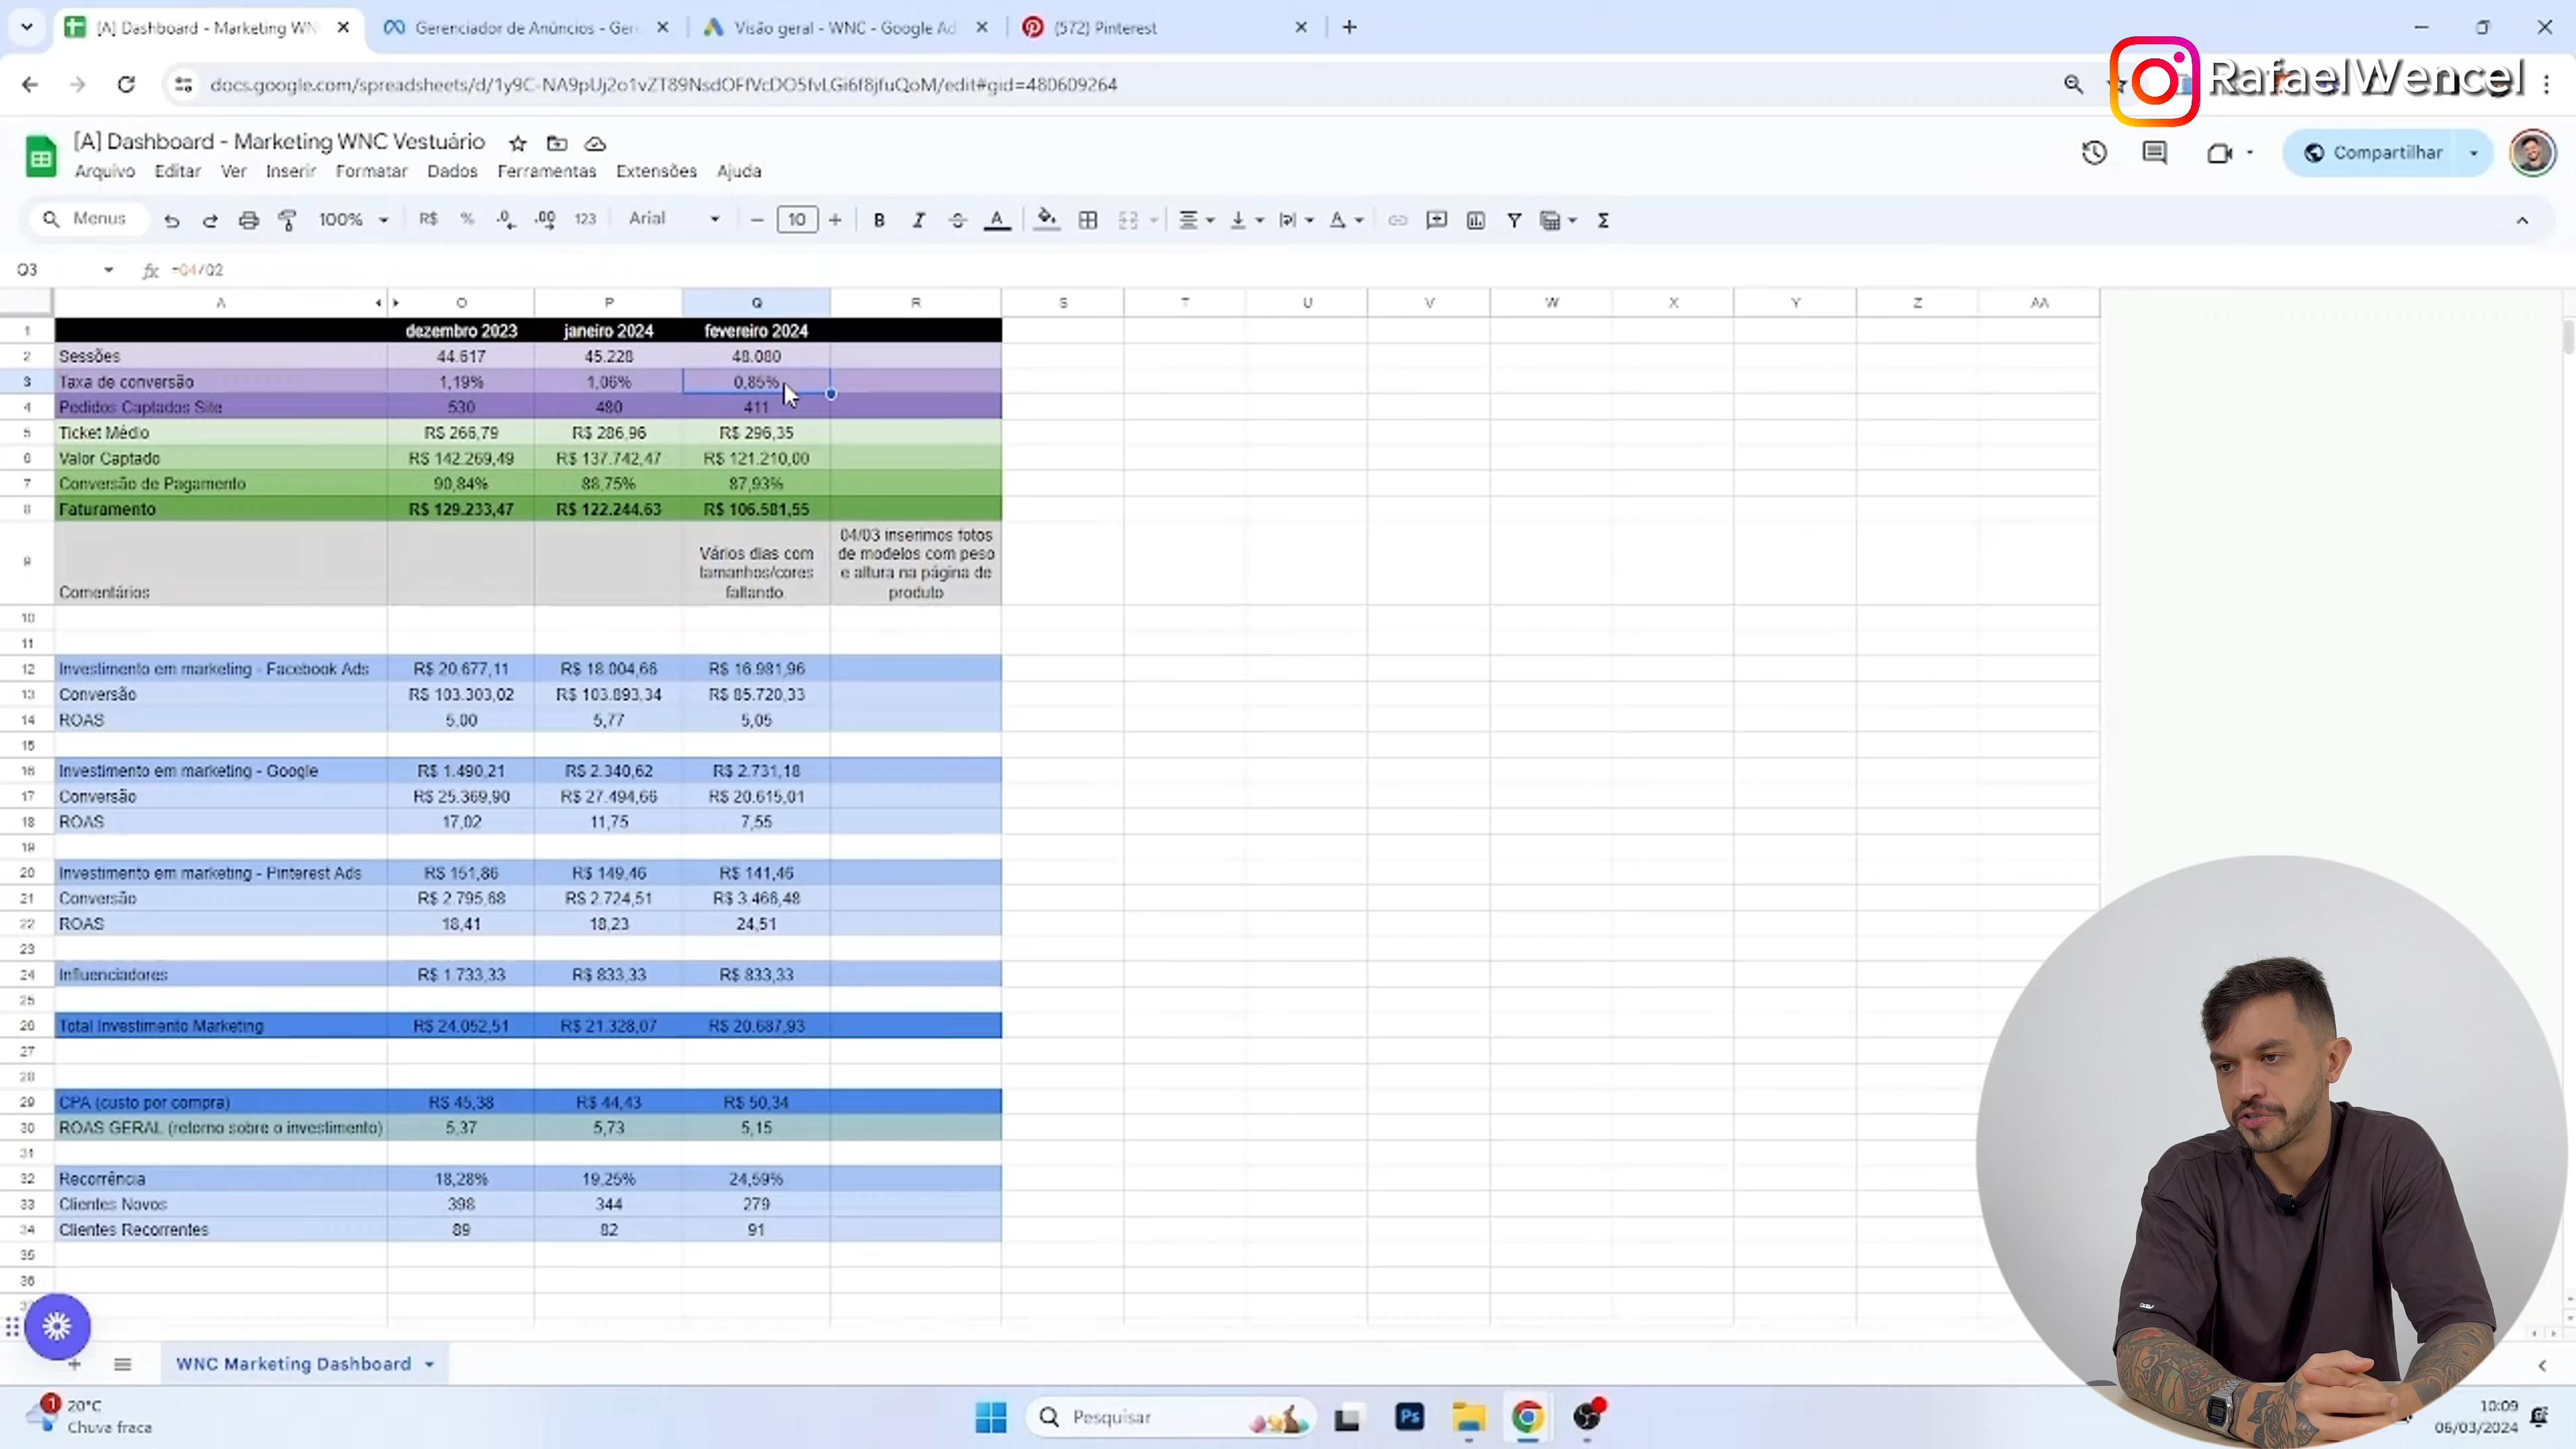 [A] Dashboard - Marketing WN
Gerenciador de Anúncios - Ger
Visão geral - WNC - Google Ad
(572) Pinterest
docs.google.com/spreadsheets/d/1y9C-NA9pUj2o1vZT89NsdOFfVcDO5fvLGi6f8jfuQoM/edit#gid=480609264
RafaelWencel
[A] Dashboard - Marketing WNC Vestuário
Arquivo Editar Ver Inserir Formatar Dados Ferramentas Extensões Ajuda
Compartilhar
Menus 100% R$ % .0 .00 123 Arial 10 B I S A
Q3 fx =Q4/Q2
A O P Q R S T U V W X Y Z AA
1 dezembro 2023 janeiro 2024 fevereiro 2024
2 Sessões 44.617 45.228 48.080
3 Taxa de conversão 1,19% 1,06% 0,85%
4 Pedidos Captados Site 530 480 411
5 Ticket Médio R$ 266,79 R$ 286,96 R$ 296,35
6 Valor Captado R$ 142.269,49 R$ 137.742,47 R$ 121.210,00
7 Conversão de Pagamento 90,84% 88,75% 87,93%
8 Faturamento R$ 129.233,47 R$ 122.244,63 R$ 106.581,55
9 Comentários
Vários dias com
tamanhos/cores
faltando
04/03 inserimos fotos
de modelos com peso
e altura na página de
produto
10
11
12 Investimento em marketing - Facebook Ads R$ 20.677,11 R$ 18.004,66 R$ 16.981,96
13 Conversão R$ 103.303,02 R$ 103.893,34 R$ 85.720,33
14 ROAS 5,00 5,77 5,05
15
16 Investimento em marketing - Google R$ 1.490,21 R$ 2.340,62 R$ 2.731,18
17 Conversão R$ 25.369,90 R$ 27.494,66 R$ 20.615,01
18 ROAS 17,02 11,75 7,55
19
20 Investimento em marketing - Pinterest Ads R$ 151,86 R$ 149,46 R$ 141,46
21 Conversão R$ 2.795,68 R$ 2.724,51 R$ 3.466,48
22 ROAS 18,41 18,23 24,51
23
24 Influenciadores R$ 1.733,33 R$ 833,33 R$ 833,33
25
26 Total Investimento Marketing R$ 24.052,51 R$ 21.328,07 R$ 20.687,93
27
28
29 CPA (custo por compra) R$ 45,38 R$ 44,43 R$ 50,34
30 ROAS GERAL (retorno sobre o investimento) 5,37 5,73 5,15
31
32 Recorrência 18,28% 19,25% 24,59%
33 Clientes Novos 398 344 279
34 Clientes Recorrentes 89 82 91
35
36
WNC Marketing Dashboard
1 20°C
Chuva fraca
Pesquisar
Ps
10:09
06/03/2024